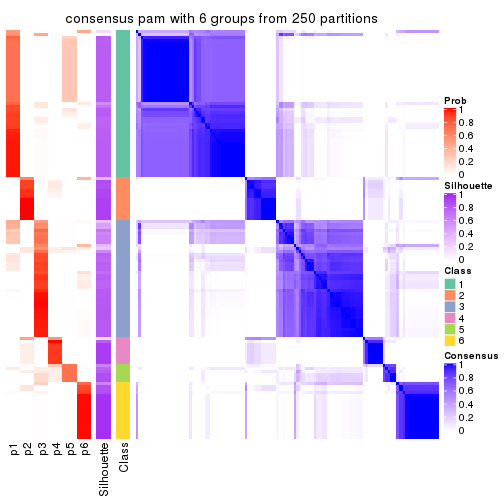 consensus pam with 6 groups from 250 partitions
Prob
1
0.8
0.6
0.4
0.2
0
Silhouette
1
0.8
0.6
0.4
0.2
0
Class
1
2
3
4
5
6
Consensus
1
0.8
0.6
0.4
0.2
0
p1
p2
p3
p4
p5
p6
Silhouette
Class